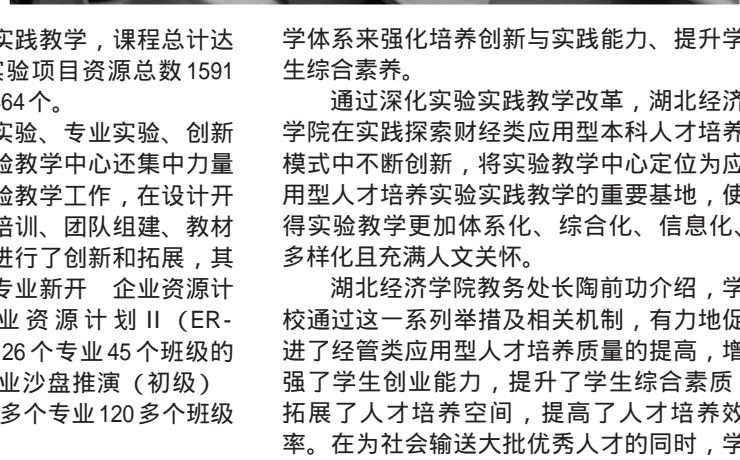 实践教学，课程总计达
实验项目资源总数1591
64个。
实验、专业实验、创新
验教学中心还集中力量
验教学工作，在设计开
培训、团队组建、教材
进行了创新和拓展，其
专业新开　企业资源计
业资源计划II（ER-
26个专业45个班级的
业沙盘推演（初级）
多个专业120多个班级
学体系来强化培养创新与实践能力、提升学
生综合素养。
通过深化实验实践教学改革，湖北经济
学院在实践探索财经类应用型本科人才培养
模式中不断创新，将实验教学中心定位为应
用型人才培养实验实践教学的重要基地，使
得实验教学更加体系化、综合化、信息化、
多样化且充满人文关怀。
湖北经济学院教务处长陶前功介绍，学
校通过这一系列举措及相关机制，有力地促
进了经管类应用型人才培养质量的提高，增
强了学生创业能力，提升了学生综合素质，
拓展了人才培养空间，提高了人才培养效
率。在为社会输送大批优秀人才的同时，学